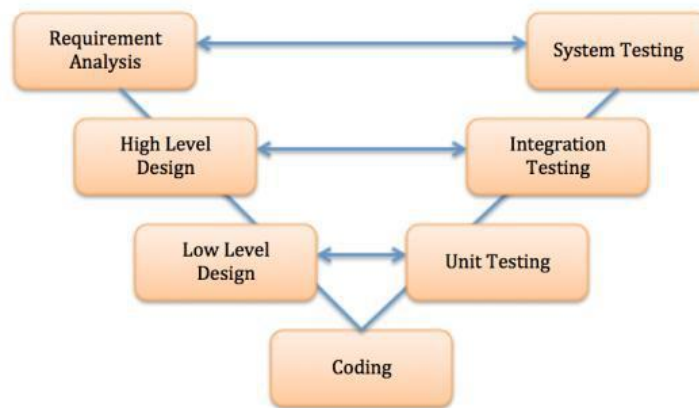 Requirement
Analysis
System Testing
High Level
Design
Integration
Testing
Low Level
Design
Unit Testing
Coding